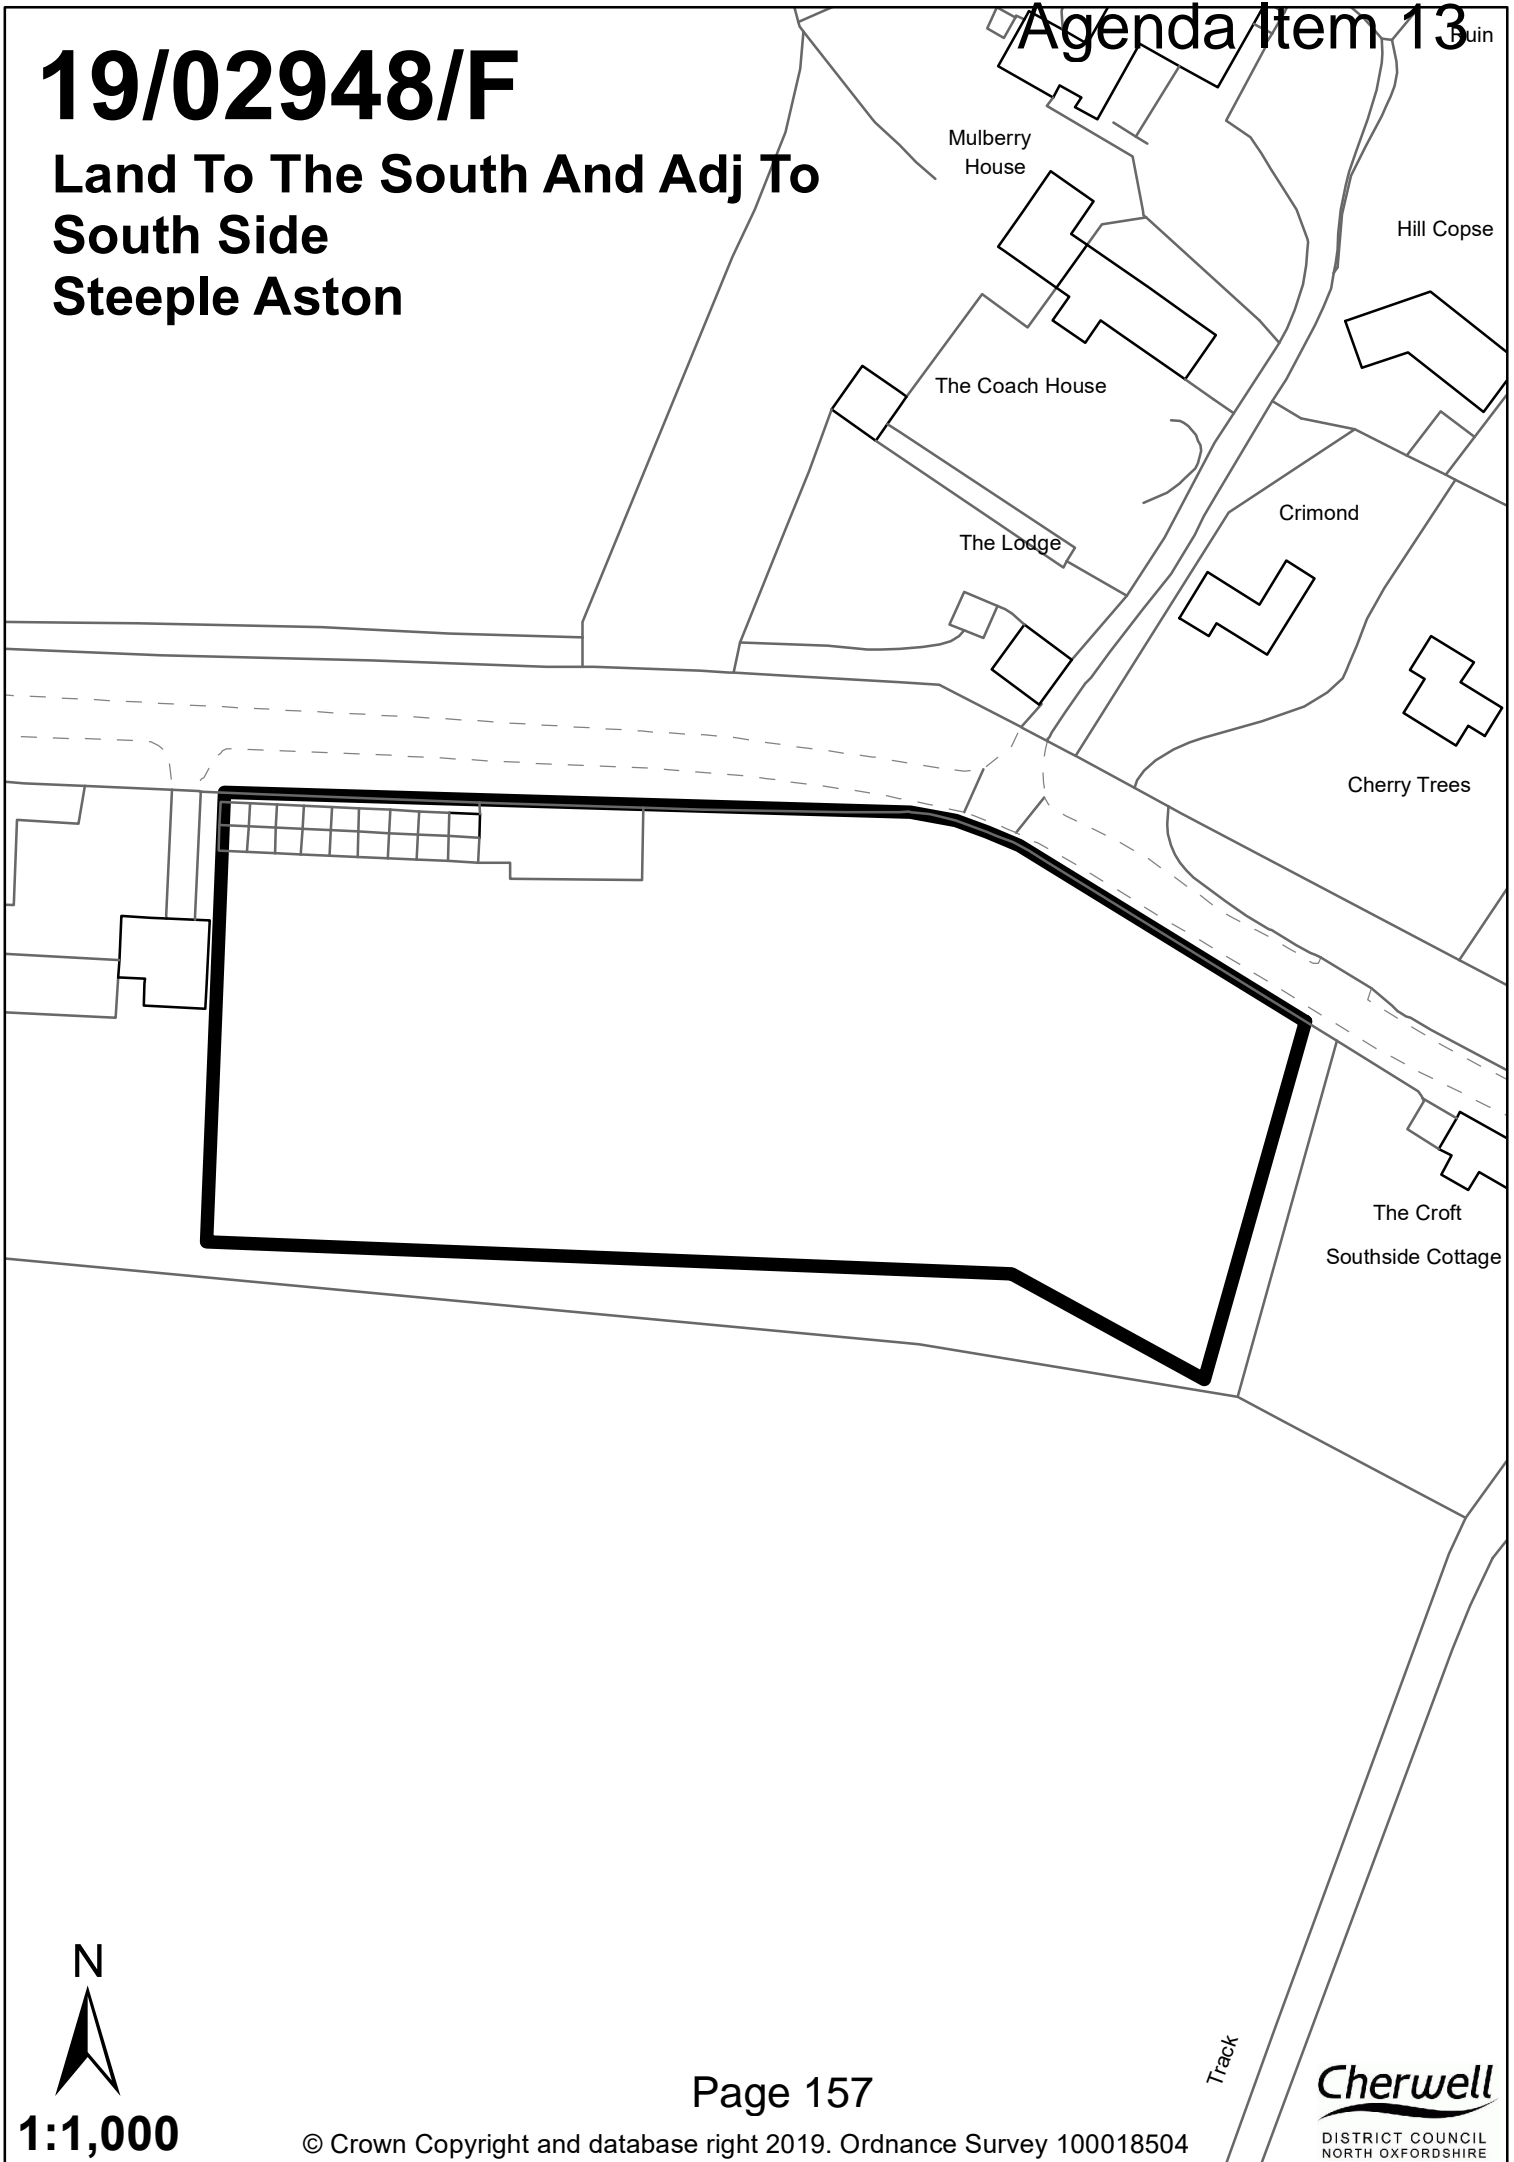 Agenda Item 13
19/02948/F
Land To The South And Adj To
South Side
Steeple Aston
Ruin
Mulberry
House
Hill Copse
The Coach House
Crimond
The Lodge
Cherry Trees
The Croft
Southside Cottage
Track
N
1:1,000
Page 157
© Crown Copyright and database right 2019. Ordnance Survey 100018504
Cherwell
DISTRICT COUNCIL
NORTH OXFORDSHIRE